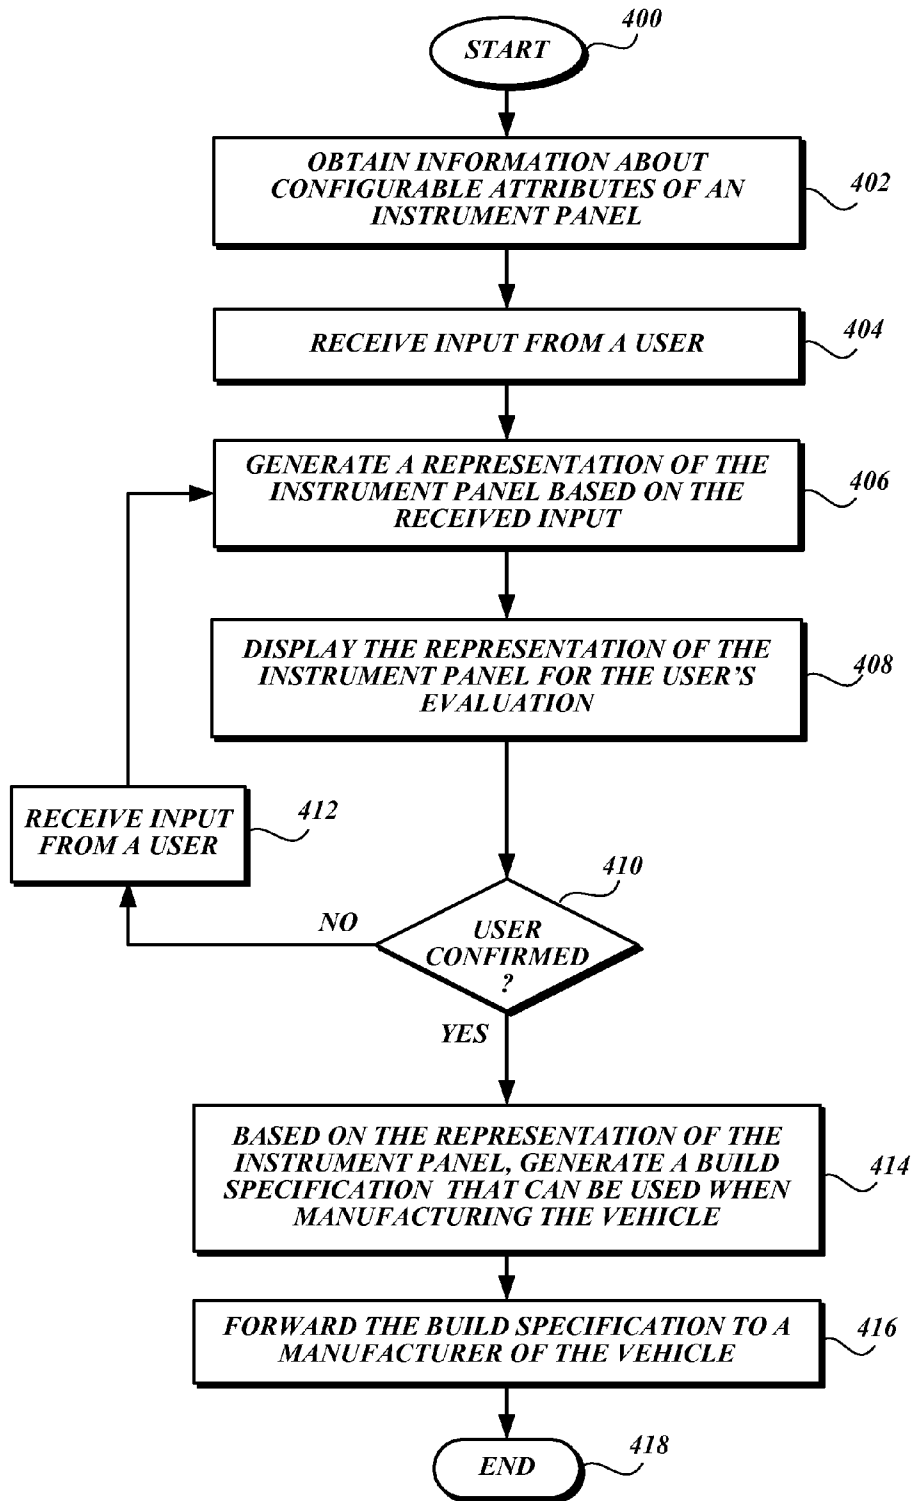 START
400
OBTAIN INFORMATION ABOUT
CONFIGURABLE ATTRIBUTES OF AN
INSTRUMENT PANEL
402
RECEIVE INPUT FROM A USER
404
GENERATE A REPRESENTATION OF THE
INSTRUMENT PANEL BASED ON THE
RECEIVED INPUT
406
DISPLAY THE REPRESENTATION OF THE
INSTRUMENT PANEL FOR THE USER'S
EVALUATION
408
RECEIVE INPUT
FROM A USER
412
410
USER
CONFIRMED
?
NO
YES
BASED ON THE REPRESENTATION OF THE
INSTRUMENT PANEL, GENERATE A BUILD
SPECIFICATION THAT CAN BE USED WHEN
MANUFACTURING THE VEHICLE
414
FORWARD THE BUILD SPECIFICATION TO A
MANUFACTURER OF THE VEHICLE
416
END
418